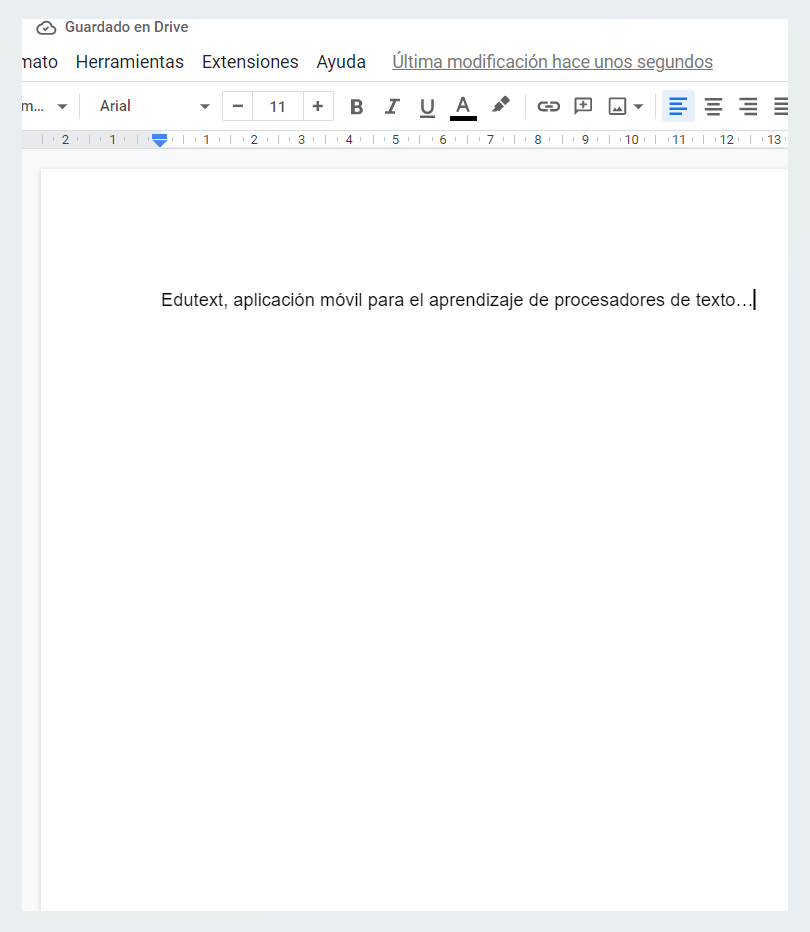 Guardado en Drive
mato Herramientas Extensiones Ayuda Última modificación hace unos segundos
m... Arial − 11 + B I U A
2 1 1 2 3 4 5 6 7 8 9 10 11 12 13
Edutext, aplicación móvil para el aprendizaje de procesadores de texto...